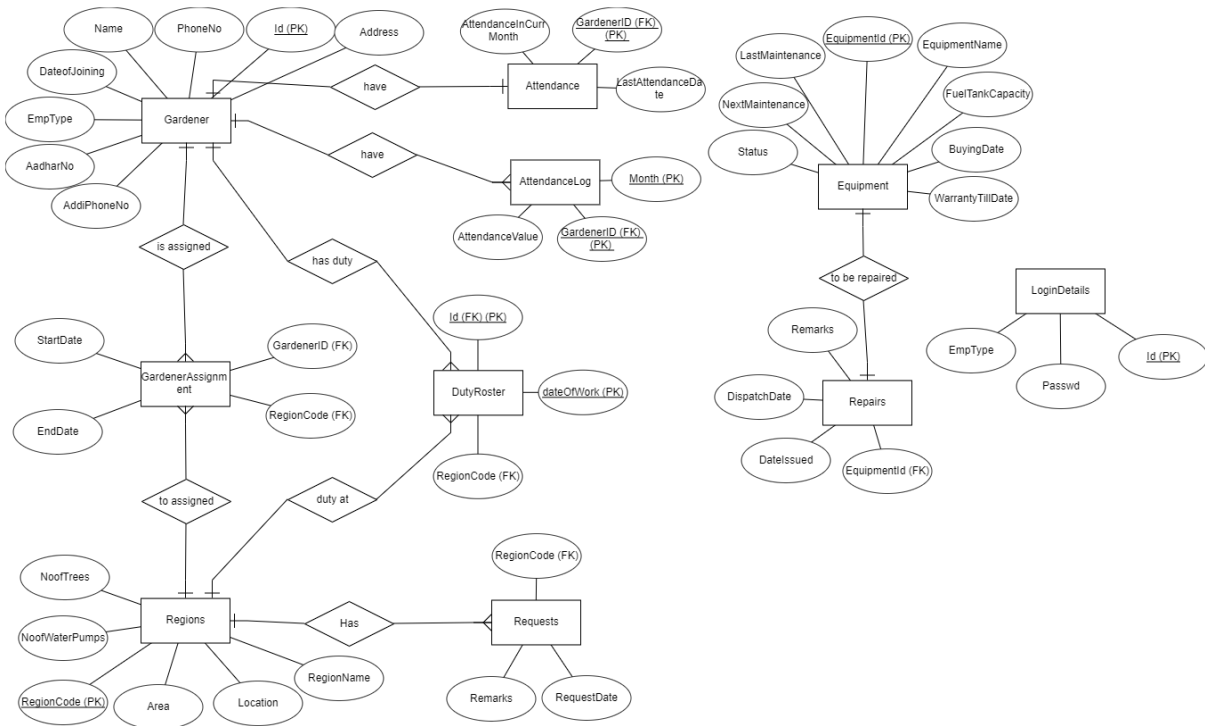 Name
PhoneNo
Id (PK)
Address
DateofJoining
EmpType
AadharNo
AddiPhoneNo
Gardener
have
AttendanceInCurr
Month
GardenerID (FK)
(PK)
Attendance
LastAttendanceDa
te
have
AttendanceLog
Month (PK)
AttendanceValue
GardenerID (FK)
(PK)
is assigned
has duty
StartDate
GardenerID (FK)
GardenerAssignm
ent
EndDate
RegionCode (FK)
Id (FK) (PK)
DutyRoster
dateOfWork (PK)
RegionCode (FK)
to assigned
duty at
NoofTrees
NoofWaterPumps
RegionCode (PK)
Area
Location
RegionName
Regions
Has
RegionCode (FK)
Requests
Remarks
RequestDate
EquipmentId (PK)
LastMaintenance
EquipmentName
NextMaintenance
FuelTankCapacity
Status
BuyingDate
Equipment
WarrantyTillDate
to be repaired
Remarks
DispatchDate
Repairs
DateIssued
EquipmentId (FK)
LoginDetails
EmpType
Passwd
Id (PK)